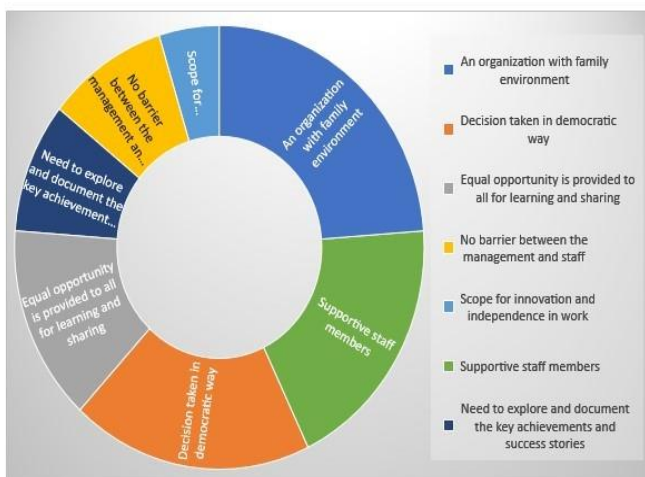 An organization
with family
environment
Supportive staff
members
Decision taken in
democratic way
Equal opportunity
is provided to all
for learning and
sharing
Need to explore
and document the
key achievement...
No barrier
between the
management an...
Scope for...
An organization with family
environment
Decision taken in democratic
way
Equal opportunity is provided to
all for learning and sharing
No barrier between the
management and staff
Scope for innovation and
independence in work
Supportive staff members
Need to explore and document
the key achievements and
success stories